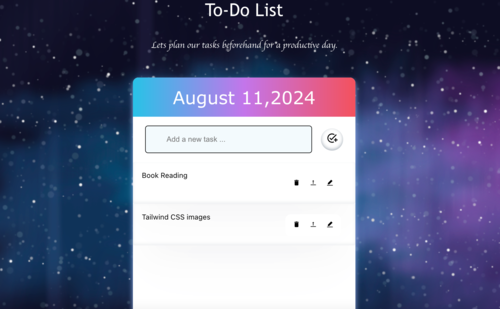 To-Do List
Lets plan our tasks beforehand for a productive day.
August 11,2024
Add a new task ...
Book Reading
Tailwind CSS images